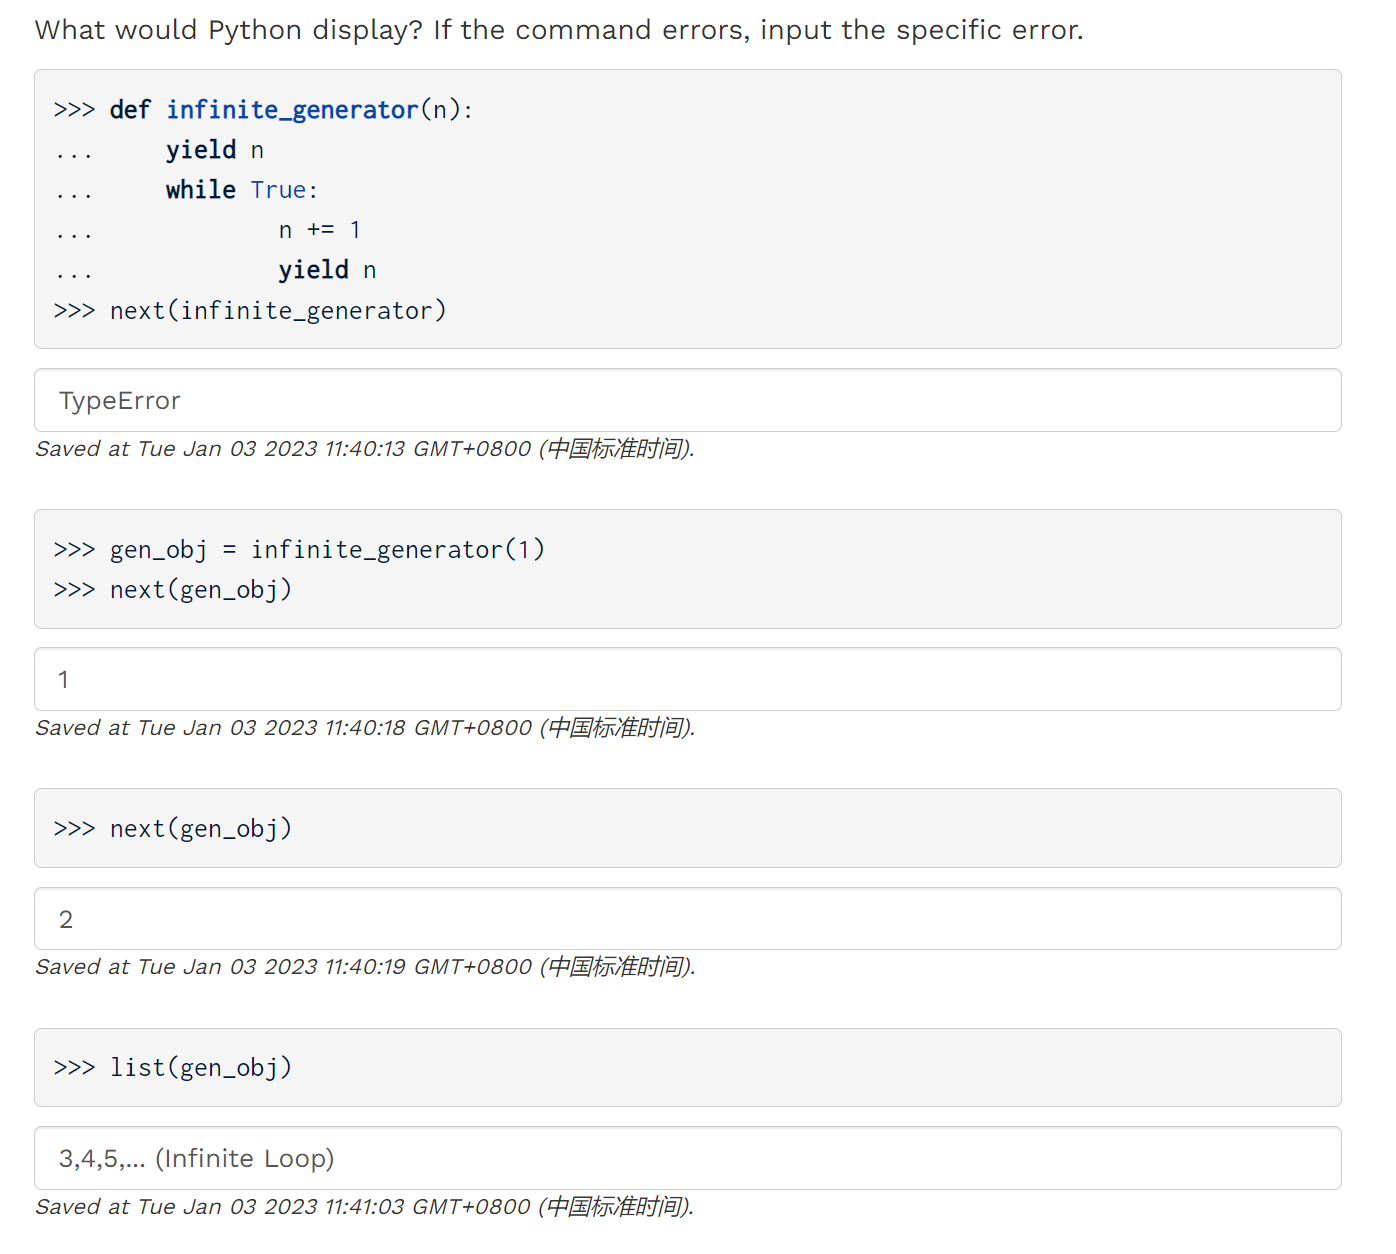 What would Python display? If the command errors, input the specific error.
>>> def infinite_generator(n):
...     yield n
...     while True:
...             n += 1
...             yield n
>>> next(infinite_generator)
TypeError
Saved at Tue Jan 03 2023 11:40:13 GMT+0800 (中国标准时间).
>>> gen_obj = infinite_generator(1)
>>> next(gen_obj)
1
Saved at Tue Jan 03 2023 11:40:18 GMT+0800 (中国标准时间).
>>> next(gen_obj)
2
Saved at Tue Jan 03 2023 11:40:19 GMT+0800 (中国标准时间).
>>> list(gen_obj)
3,4,5,... (Infinite Loop)
Saved at Tue Jan 03 2023 11:41:03 GMT+0800 (中国标准时间).